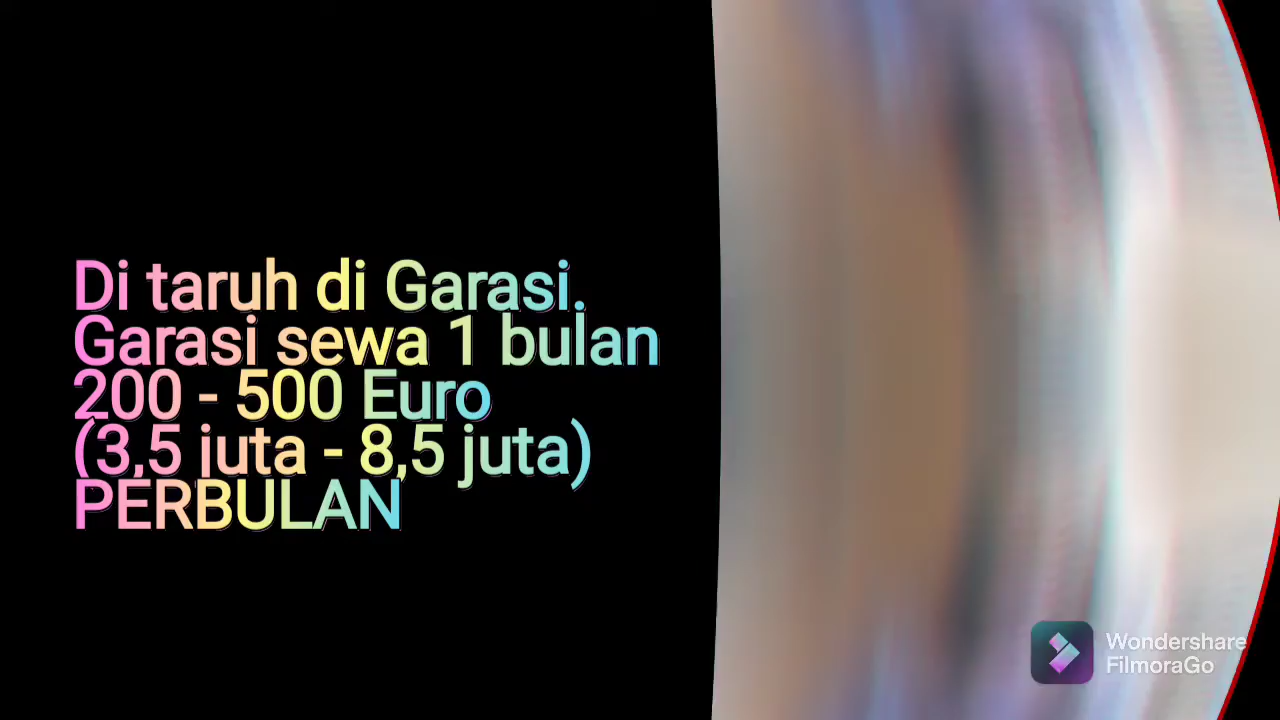 Di taruh di Garasi.
Garasi sewa 1 bulan
200 - 500 Euro
(3,5 juta - 8,5 juta)
PERBULAN
Wondershare
FilmoraGo